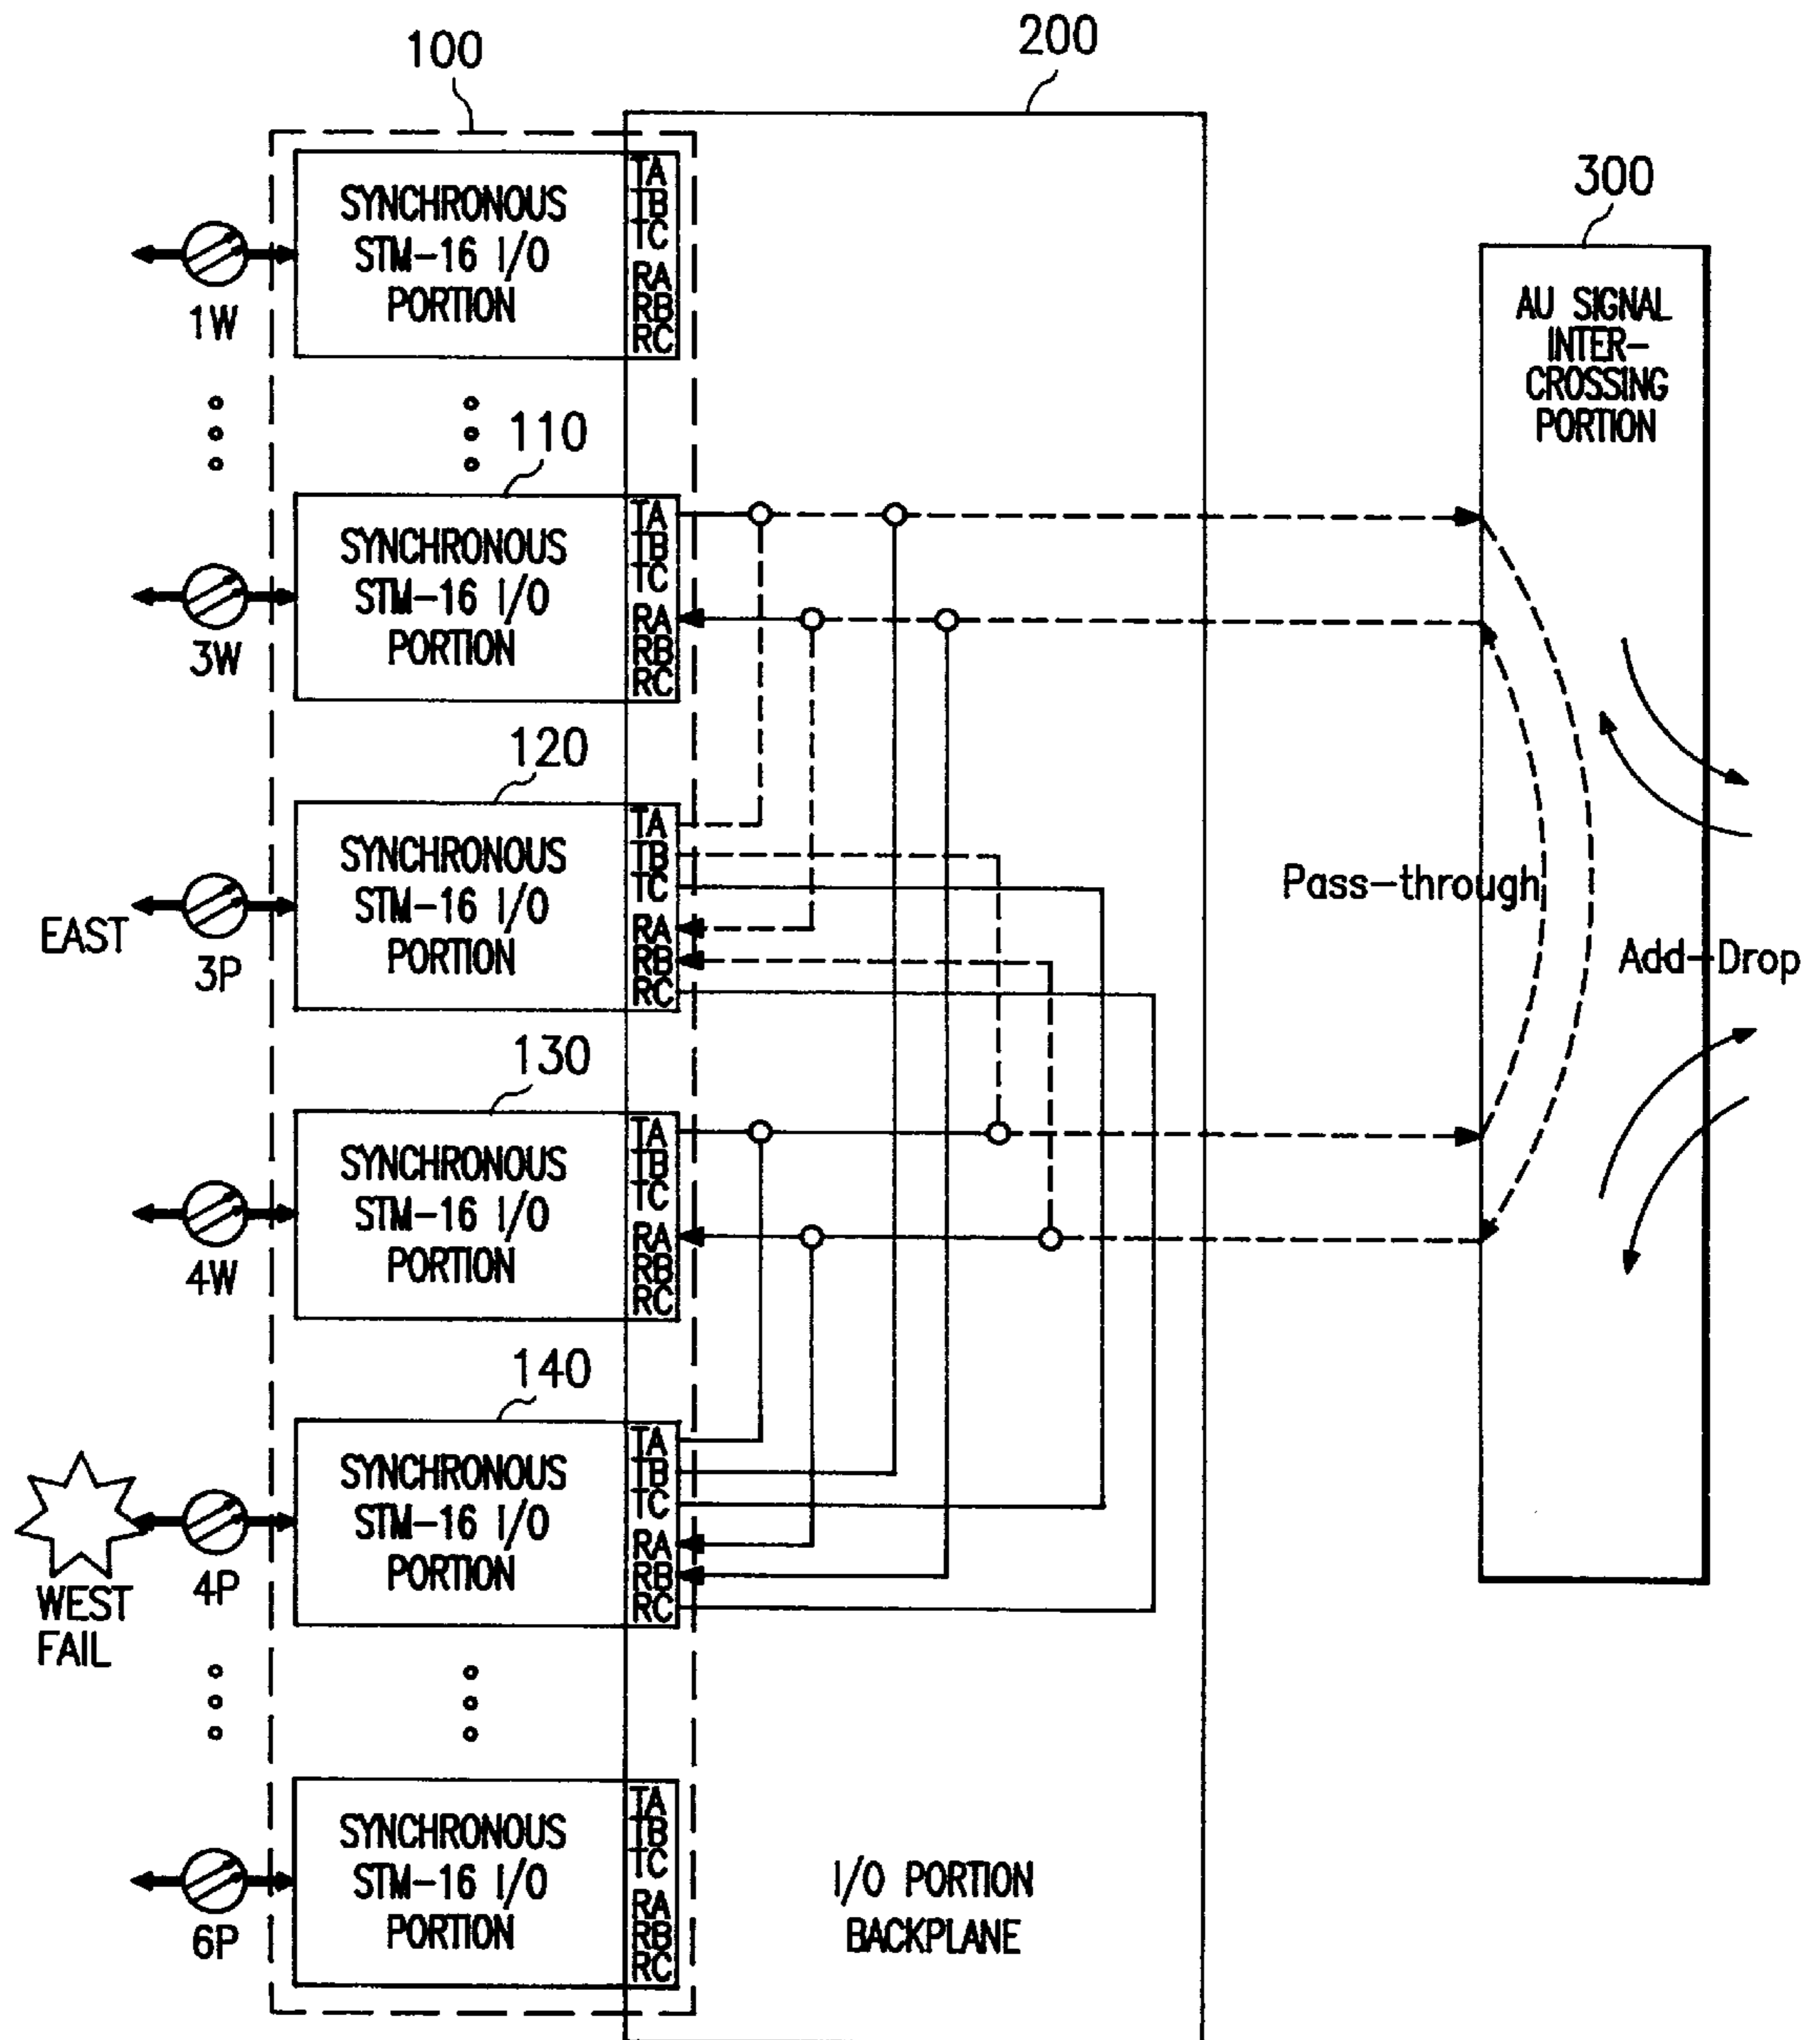 100
200
300
SYNCHRONOUS
STM-16 I/O
PORTION
TA
TB
TC
RA
RB
RC
1W
AU SIGNAL
INTER-
CROSSING
PORTION
110
SYNCHRONOUS
STM-16 I/O
PORTION
TA
TB
TC
RA
RB
RC
3W
120
SYNCHRONOUS
STM-16 I/O
PORTION
TA
TB
TC
RA
RB
RC
EAST
3P
Pass-through
Add-Drop
130
SYNCHRONOUS
STM-16 I/O
PORTION
TA
TB
TC
RA
RB
RC
4W
140
SYNCHRONOUS
STM-16 I/O
PORTION
TA
TB
TC
RA
RB
RC
4P
WEST
FAIL
SYNCHRONOUS
STM-16 I/O
PORTION
TA
TB
TC
RA
RB
RC
6P
I/O PORTION
BACKPLANE